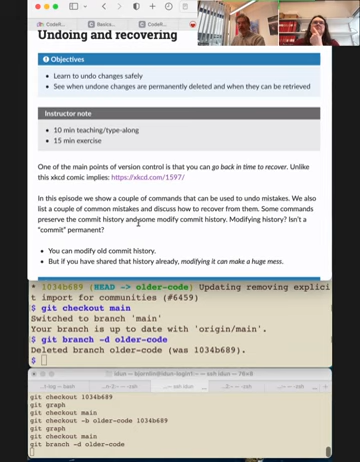 CodeR...
Basics...
CodeR...
Undoing and recovering
Objectives
• Learn to undo changes safely
• See when undone changes are permanently deleted and when they can be retrieved
Instructor note
• 10 min teaching/type-along
• 15 min exercise
One of the main points of version control is that you can go back in time to recover. Unlike
this xkcd comic implies: https://xkcd.com/1597/
In this episode we show a couple of commands that can be used to undo mistakes. We also
list a couple of common mistakes and discuss how to recover from them. Some commands
preserve the commit history and some modify commit history. Modifying history? Isn't a
"commit" permanent?
• You can modify old commit history.
• But if you have shared that history already, modifying it can make a huge mess.
* 1034b689 (HEAD -> older-code) Updating removing explici
t import for communities (#6459)
$ git checkout main
Switched to branch 'main'
Your branch is up to date with 'origin/main'.
$ git branch -d older-code
Deleted branch older-code (was 1034b689).
$
git checkout 1034689
git graph
git checkout main
git checkout -b older-code 1034689
git graph
git checkout main
git branch -d older-code